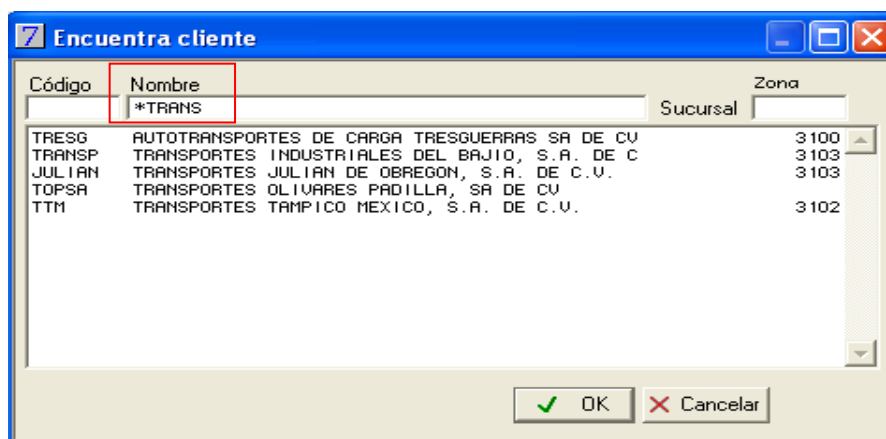 7 Encuentra cliente
Código Nombre Zona
*TRANS Sucursal
TRESG AUTOTRANSPORTES DE CARGA TRESGUERRAS SA DE CV 3100
TRANSP TRANSPORTES INDUSTRIALES DEL BAJIO, S.A. DE C 3103
JULIAN TRANSPORTES JULIAN DE OBREGON, S.A. DE C.V. 3103
TOPSA TRANSPORTES OLIVARES PADILLA, SA DE CV
TTM TRANSPORTES TAMPICO MEXICO, S.A. DE C.V. 3102
OK Cancelar